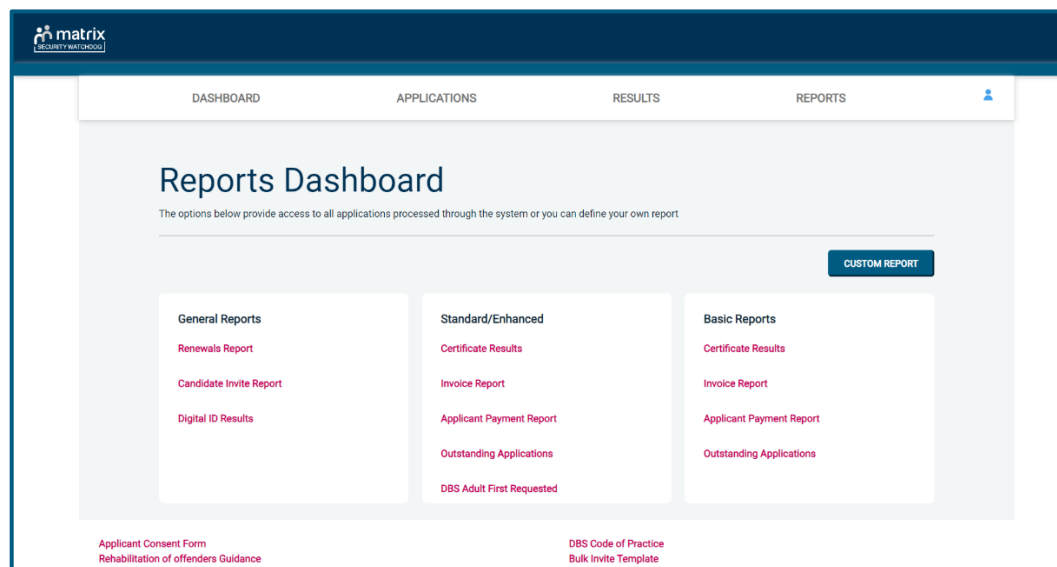 matrix
SECURITY WATCHDOG
DASHBOARD
APPLICATIONS
RESULTS
REPORTS
Reports Dashboard
The options below provide access to all applications processed through the system or you can define your own report
CUSTOM REPORT
General Reports
Renewals Report
Candidate Invite Report
Digital ID Results
Standard/Enhanced
Certificate Results
Invoice Report
Applicant Payment Report
Outstanding Applications
DBS Adult First Requested
Basic Reports
Certificate Results
Invoice Report
Applicant Payment Report
Outstanding Applications
Applicant Consent Form
Rehabilitation of offenders Guidance
DBS Code of Practice
Bulk Invite Template